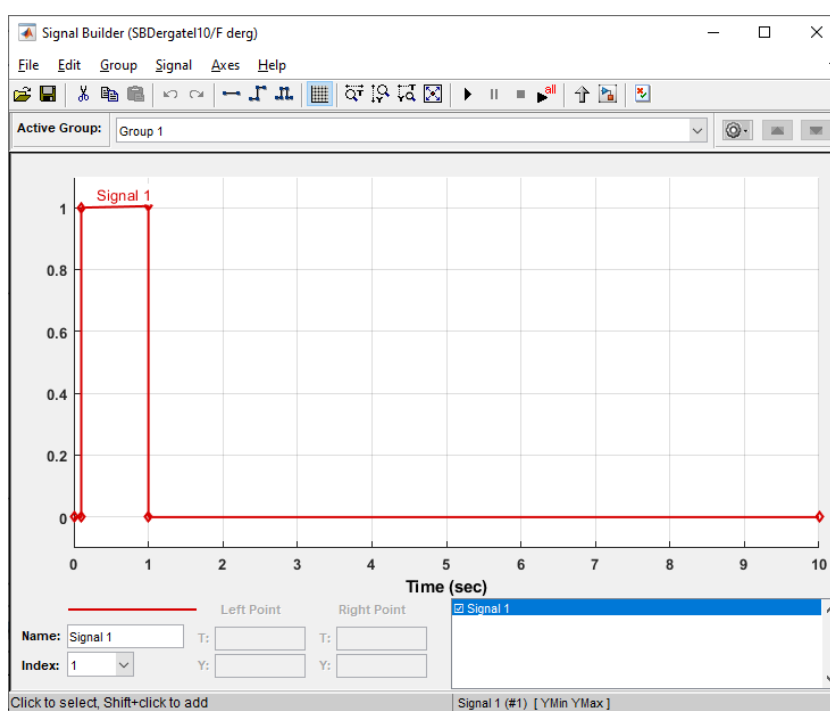 Signal Builder (SBDergatel10/F derg)
File Edit Group Signal Axes Help
all
Active Group: Group 1
Signal 1
1
0.8
0.6
0.4
0.2
0
0 1 2 3 4 5 6 7 8 9 10
Time (sec)
Left Point Right Point
Signal 1
Name: Signal 1 T: T:
Index: 1 Y: Y:
Click to select, Shift+click to add Signal 1 (#1) [ YMin YMax ]